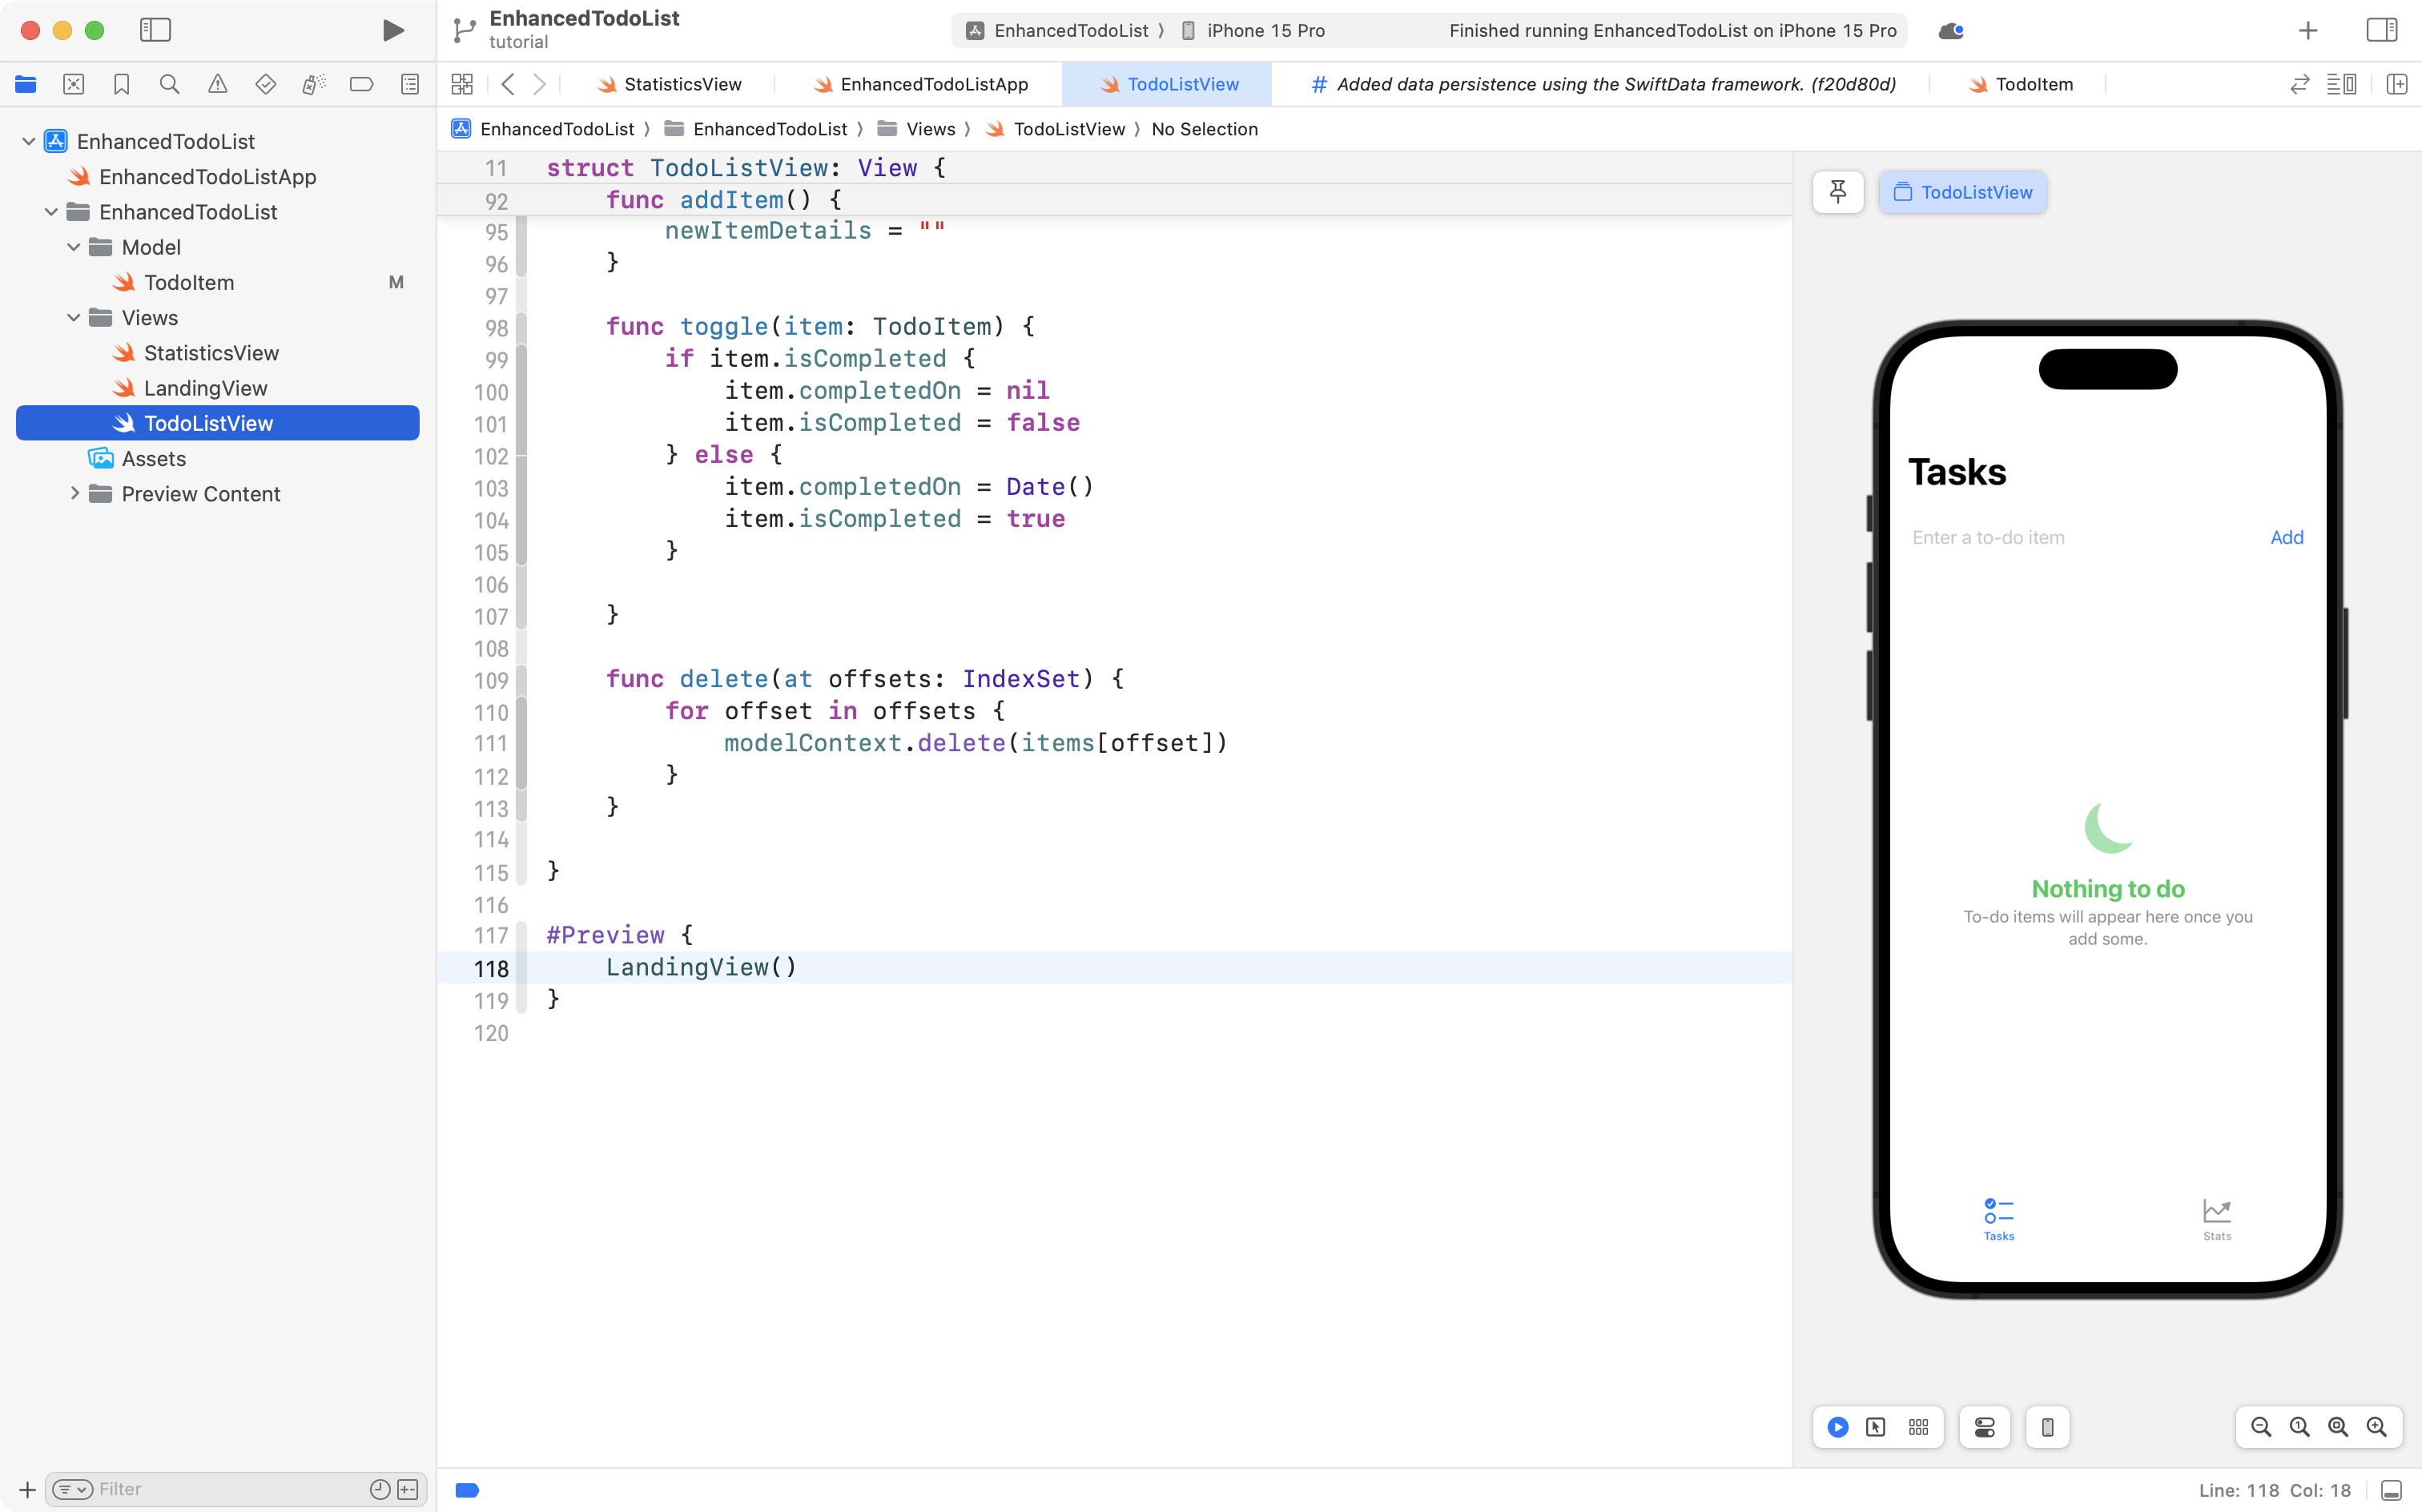 EnhancedTodoList
tutorial
EnhancedTodoList
iPhone 15 Pro
Finished running EnhancedTodoList on iPhone 15 Pro
StatisticsView
EnhancedTodoListApp
TodoListView
# Added data persistence using the SwiftData framework. (f20d80d)
TodoItem
EnhancedTodoList
EnhancedTodoListApp
EnhancedTodoList
Model
TodoItem M
Views
StatisticsView
LandingView
TodoListView
Assets
Preview Content
Filter
EnhancedTodoList ⟩ EnhancedTodoList ⟩ Views ⟩ TodoListView ⟩ No Selection
11 struct TodoListView: View {
92     func addItem() {
95         newItemDetails = ""
96     }
97
98     func toggle(item: TodoItem) {
99         if item.isCompleted {
100             item.completedOn = nil
101             item.isCompleted = false
102         } else {
103             item.completedOn = Date()
104             item.isCompleted = true
105         }
106
107     }
108
109     func delete(at offsets: IndexSet) {
110         for offset in offsets {
111             modelContext.delete(items[offset])
112         }
113     }
114
115 }
116
117 #Preview {
118     LandingView()
119 }
120
TodoListView
Tasks
Enter a to-do item Add
Nothing to do
To-do items will appear here once you
add some.
Tasks
Stats
Line: 118 Col: 18